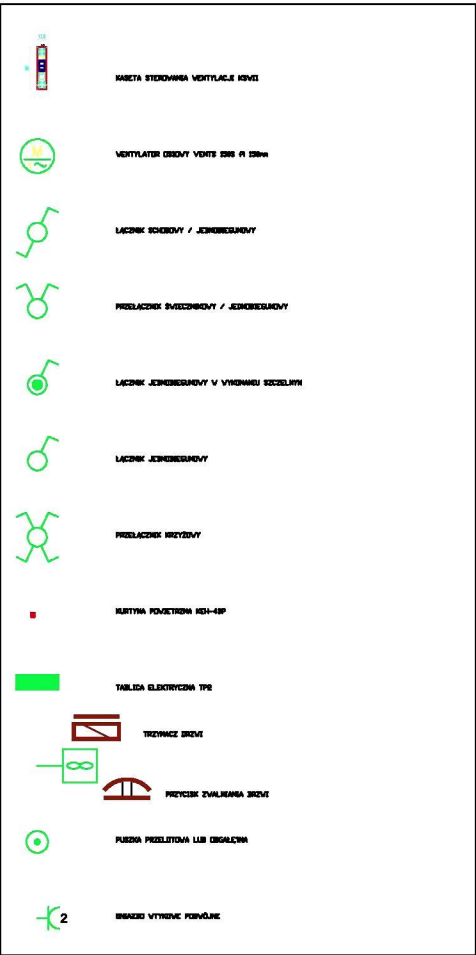 KASETA STEROWANIA WENTYLACJI KSWII
M
WENTYLATOR OSIOWY VENTS 150S FI 150mm
ŁĄCZNIK SCHODOWY / JEDNOBIEGUNOWY
PRZEŁĄCZNIK ŚWIECZNIKOWY / JEDNOBIEGUNOWY
ŁĄCZNIK JEDNOBIEGUNOWY W WYKONANIU SZCZELNYM
ŁĄCZNIK JEDNOBIEGUNOWY
PRZEŁĄCZNIK KRZYŻOWY
KURTYNA POWIETRZNA
TABLICA ELEKTRYCZNA TP2
TRZYMACZ DRZWI
PRZYCISK ZWALNIANIA DRZWI
PUSZKA PRZELOTOWA LUB ODGAŁĘŹNA
2
GNIAZDO WTYKOWE PODWÓJNE